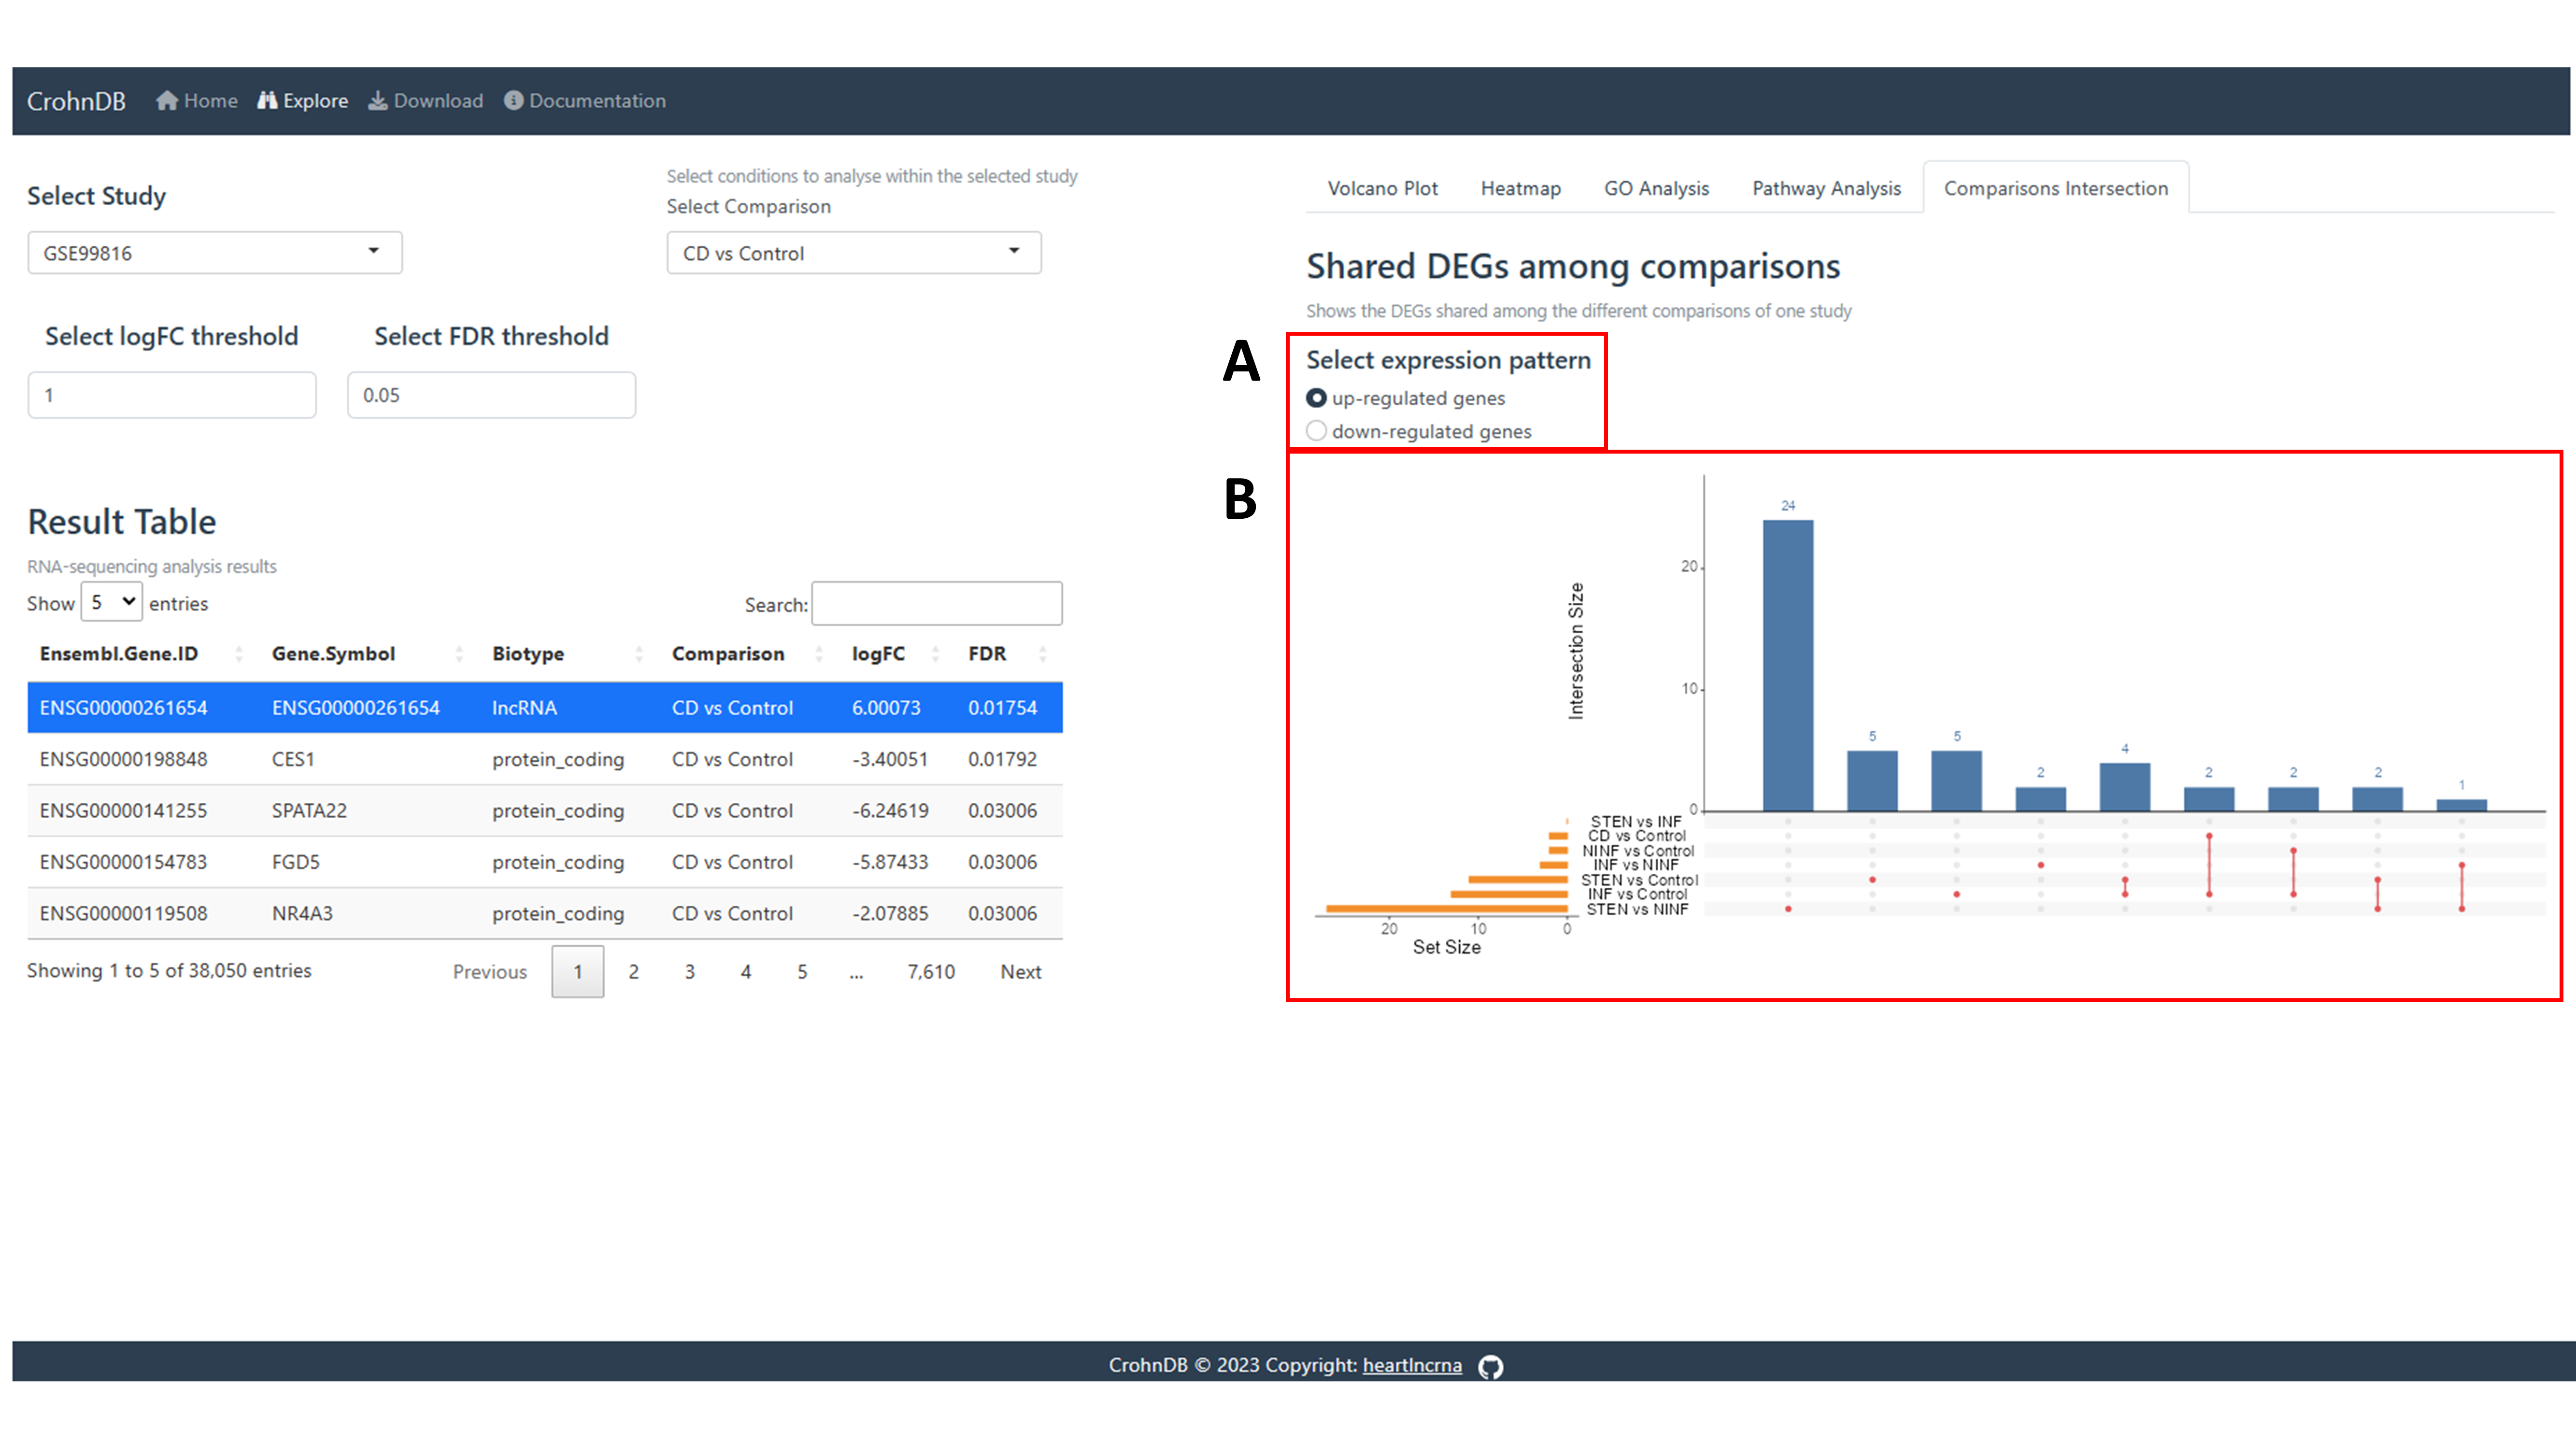 CrohnDB Home Explore Download Documentation
Select Study
GSE99816
Select conditions to analyse within the selected study
Select Comparison
CD vs Control
Select logFC threshold
1
Select FDR threshold
0.05
Result Table
RNA-sequencing analysis results
Show 5 entries
Search:
Ensembl.Gene.ID Gene.Symbol Biotype Comparison logFC FDR
ENSG00000261654 ENSG00000261654 lncRNA CD vs Control 6.00073 0.01754
ENSG00000198848 CES1 protein_coding CD vs Control -3.40051 0.01792
ENSG00000141255 SPATA22 protein_coding CD vs Control -6.24619 0.03006
ENSG00000154783 FGD5 protein_coding CD vs Control -5.87433 0.03006
ENSG00000119508 NR4A3 protein_coding CD vs Control -2.07885 0.03006
Showing 1 to 5 of 38,050 entries
Previous 1 2 3 4 5 ... 7,610 Next
Volcano Plot Heatmap GO Analysis Pathway Analysis Comparisons Intersection
Shared DEGs among comparisons
Shows the DEGs shared among the different comparisons of one study
A
Select expression pattern
up-regulated genes
down-regulated genes
B
Intersection Size
20
10
0
24 5 5 2 4 2 2 2 1
STEN vs INF
CD vs Control
NINF vs Control
INF vs NINF
STEN vs Control
INF vs Control
STEN vs NINF
20 10 0
Set Size
CrohnDB © 2023 Copyright: heartlncrna